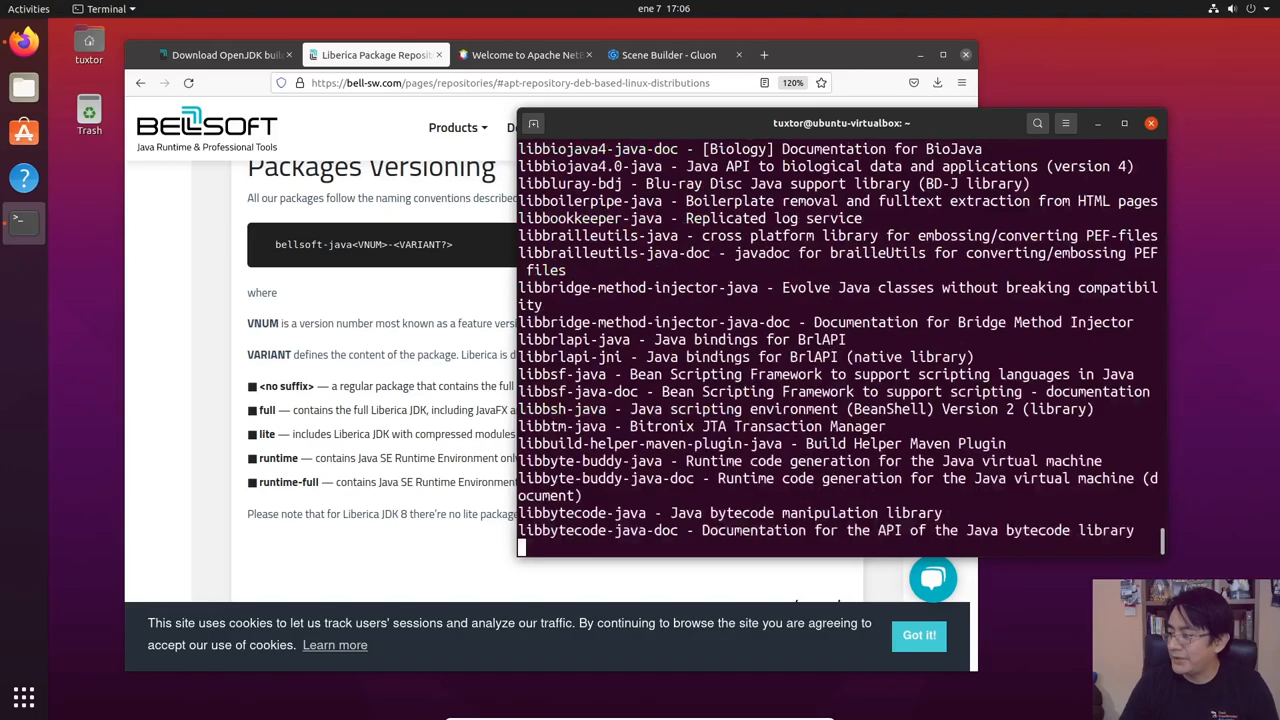 Activities
Terminal
ene 7 17:06
tuxtor
Trash
Download OpenJDK buil
Liberica Package Reposit
Welcome to Apache NetB
Scene Builder - Gluon
https://bell-sw.com/pages/repositories/#apt-repository-deb-based-linux-distributions
120%
BELLSOFT
Java Runtime & Professional Tools
Products
Packages Versioning
All our packages follow the naming conventions described
bellsoft-java<VNUM>-<VARIANT?>
where
VNUM is a version number most known as a feature versi
VARIANT defines the content of the package. Liberica is d
<no suffix> — a regular package that contains the full
full — contains the full Liberica JDK, including JavaFX a
lite — includes Liberica JDK with compressed modules
runtime — contains Java SE Runtime Environment only
runtime-full — contains Java SE Runtime Environment
Please note that for Liberica JDK 8 there're no lite package
tuxtor@ubuntu-virtualbox: ~
libbiojava4-java-doc - [Biology] Documentation for BioJava
libbiojava4.0-java - Java API to biological data and applications (version 4)
libbluray-bdj - Blu-ray Disc Java support library (BD-J library)
libboilerpipe-java - Boilerplate removal and fulltext extraction from HTML pages
libbookkeeper-java - Replicated log service
libbrailleutils-java - cross platform library for embossing/converting PEF-files
libbrailleutils-java-doc - javadoc for brailleUtils for converting/embossing PEF
files
libbridge-method-injector-java - Evolve Java classes without breaking compatibil
ity
libbridge-method-injector-java-doc - Documentation for Bridge Method Injector
libbrlapi-java - Java bindings for BrlAPI
libbrlapi-jni - Java bindings for BrlAPI (native library)
libbsf-java - Bean Scripting Framework to support scripting languages in Java
libbsf-java-doc - Bean Scripting Framework to support scripting - documentation
libbsh-java - Java scripting environment (BeanShell) Version 2 (library)
libbtm-java - Bitronix JTA Transaction Manager
libbuild-helper-maven-plugin-java - Build Helper Maven Plugin
libbyte-buddy-java - Runtime code generation for the Java virtual machine
libbyte-buddy-java-doc - Runtime code generation for the Java virtual machine (d
ocument)
libbytecode-java - Java bytecode manipulation library
libbytecode-java-doc - Documentation for the API of the Java bytecode library
This site uses cookies to let us track users' sessions and analyze our traffic. By continuing to browse the site you are agreeing to
accept our use of cookies. Learn more
Got it!